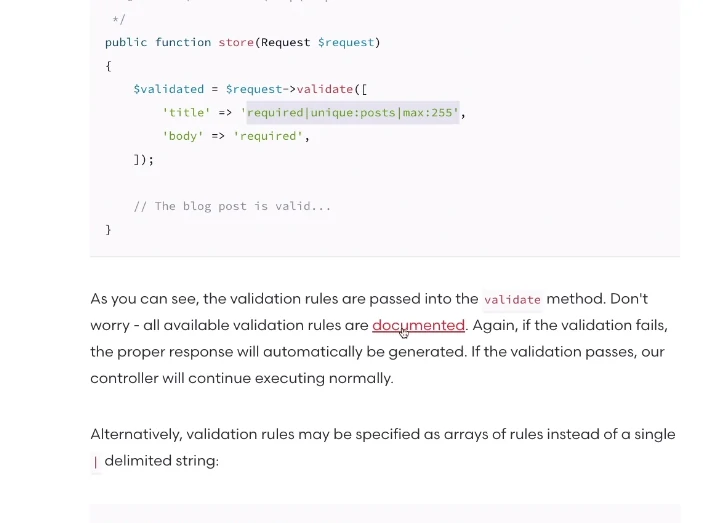 */
public function store(Request $request)
{
    $validated = $request->validate([
        'title' => 'required|unique:posts|max:255',
        'body' => 'required',
    ]);

    // The blog post is valid...
}
As you can see, the validation rules are passed into the validate method. Don't
worry - all available validation rules are documented. Again, if the validation fails,
the proper response will automatically be generated. If the validation passes, our
controller will continue executing normally.
Alternatively, validation rules may be specified as arrays of rules instead of a single
| delimited string: